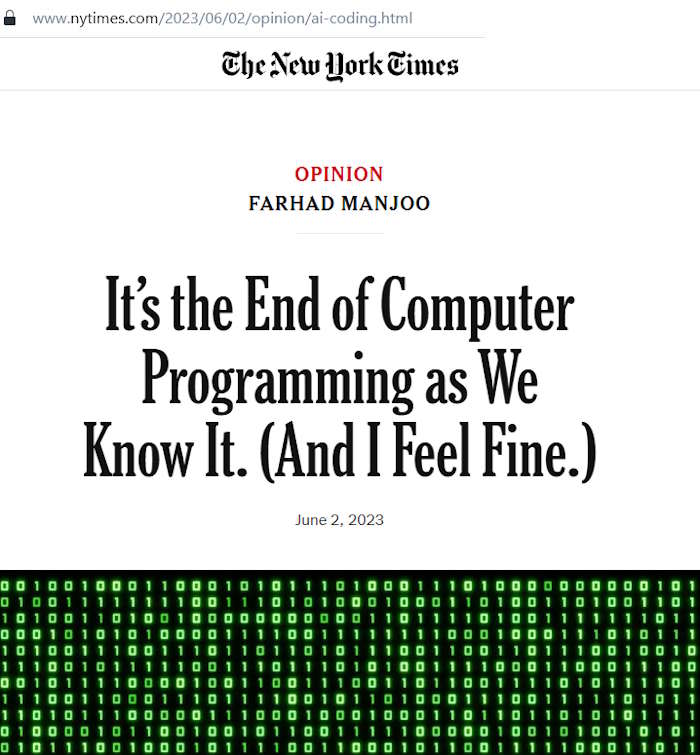 www.nytimes.com/2023/06/02/opinion/ai-coding.html
The New York Times
OPINION
FARHAD MANJOO
It's the End of Computer
Programming as We
Know It. (And I Feel Fine.)
June 2, 2023